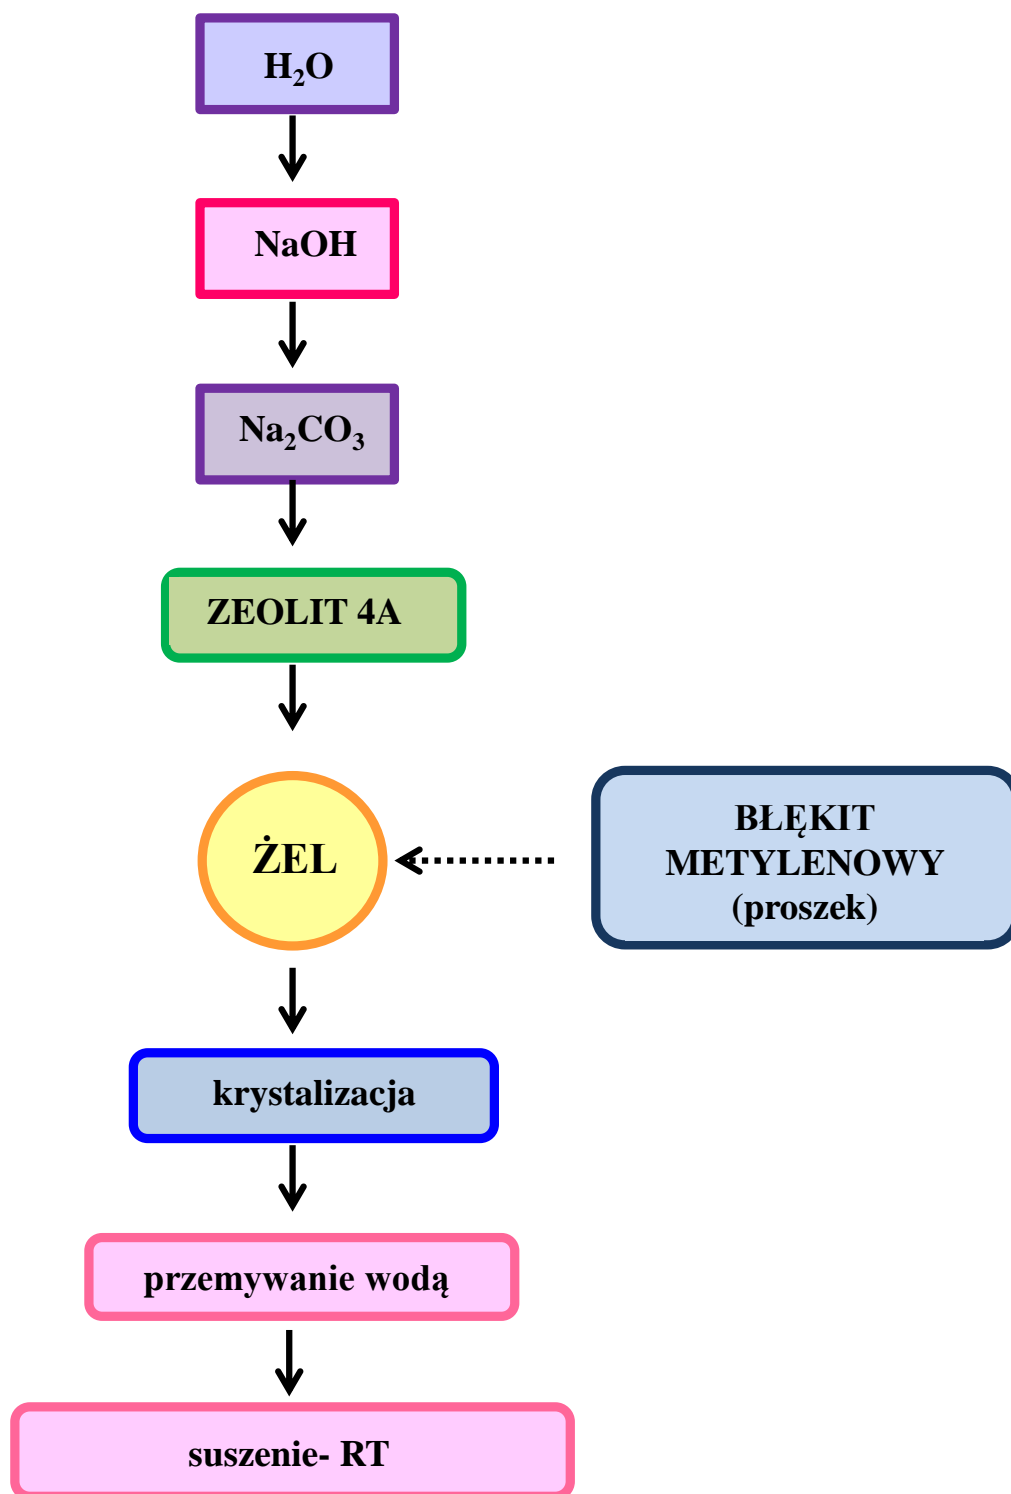 H₂O
NaOH
Na₂CO₃
ZEOLIT 4A
ŻEL
BŁĘKIT
METYLENOWY
(proszek)
krystalizacja
przemywanie wodą
suszenie- RT